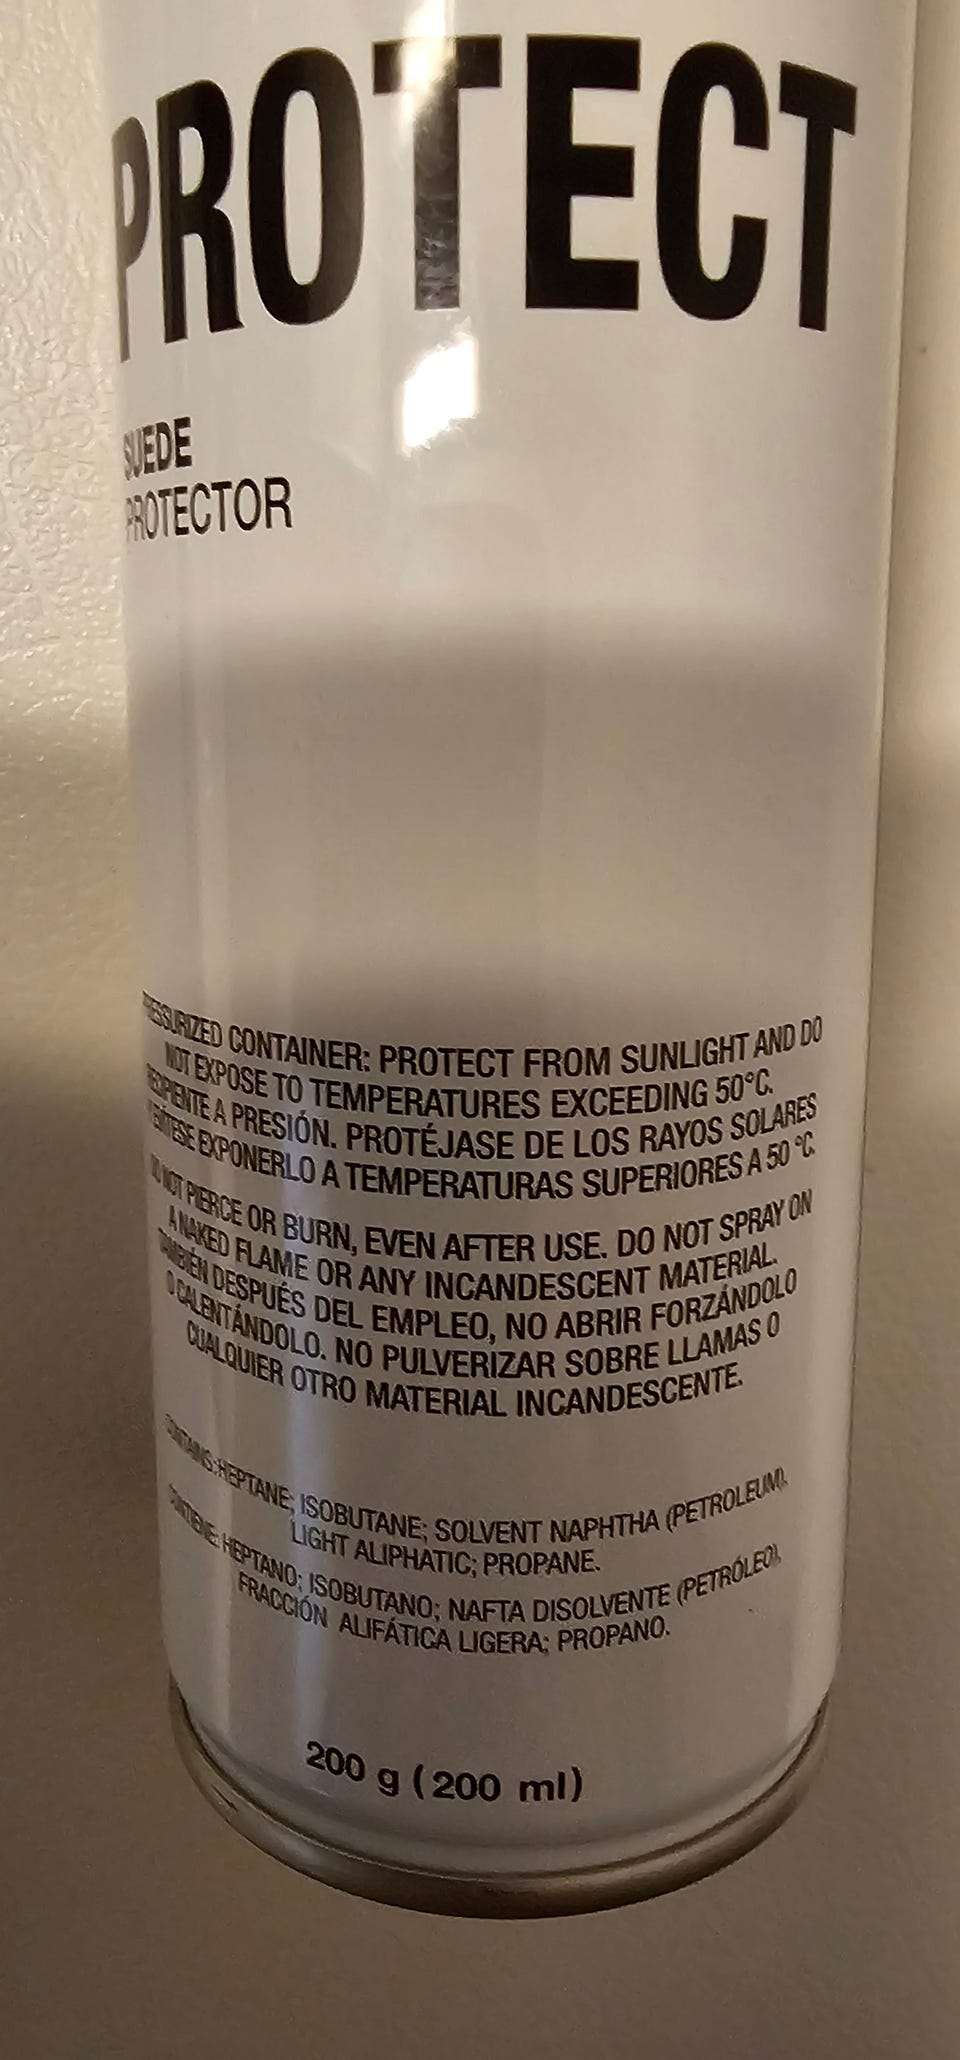 PROTECT
SUEDE
PROTECTOR
PRESSURIZED CONTAINER: PROTECT FROM SUNLIGHT AND DO
NOT EXPOSE TO TEMPERATURES EXCEEDING 50°C.
RECIPIENTE A PRESIÓN. PROTÉJASE DE LOS RAYOS SOLARES
Y EVÍTESE EXPONERLO A TEMPERATURAS SUPERIORES A 50 °C.
DO NOT PIERCE OR BURN, EVEN AFTER USE. DO NOT SPRAY ON
A NAKED FLAME OR ANY INCANDESCENT MATERIAL.
TAMBIÉN DESPUÉS DEL EMPLEO, NO ABRIR FORZÁNDOLO
O CALENTÁNDOLO. NO PULVERIZAR SOBRE LLAMAS O
CUALQUIER OTRO MATERIAL INCANDESCENTE.
CONTAINS: HEPTANE; ISOBUTANE; SOLVENT NAPHTHA (PETROLEUM),
LIGHT ALIPHATIC; PROPANE.
CONTIENE: HEPTANO; ISOBUTANO; NAFTA DISOLVENTE (PETRÓLEO),
FRACCIÓN ALIFÁTICA LIGERA; PROPANO.
200 g (200 ml)